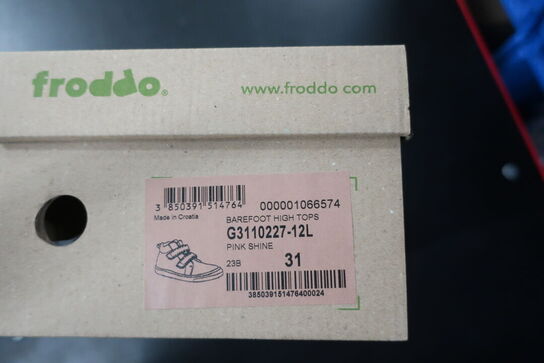 froddo®
www.froddo com
3 850391 514764
000001066574
Made in Croatia
BAREFOOT HIGH TOPS
G3110227-12L
PINK SHINE
23B
31
385039151476400024